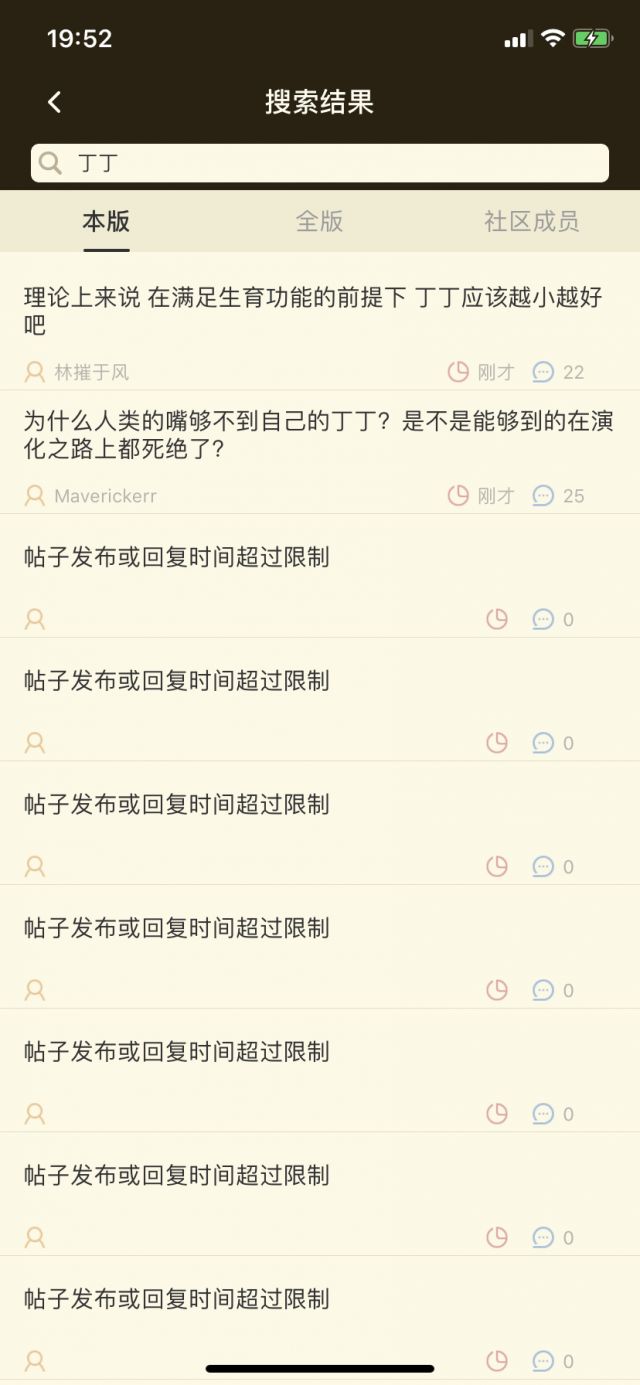 19:52
搜索结果
丁丁
本版 全版 社区成员
理论上来说 在满足生育功能的前提下 丁丁应该越小越好
吧
林摧于风 刚才 22
为什么人类的嘴够不到自己的丁丁？是不是能够到的在演
化之路上都死绝了？
Maverickerr 刚才 25
帖子发布或回复时间超过限制
0
帖子发布或回复时间超过限制
0
帖子发布或回复时间超过限制
0
帖子发布或回复时间超过限制
0
帖子发布或回复时间超过限制
0
帖子发布或回复时间超过限制
0
帖子发布或回复时间超过限制
0